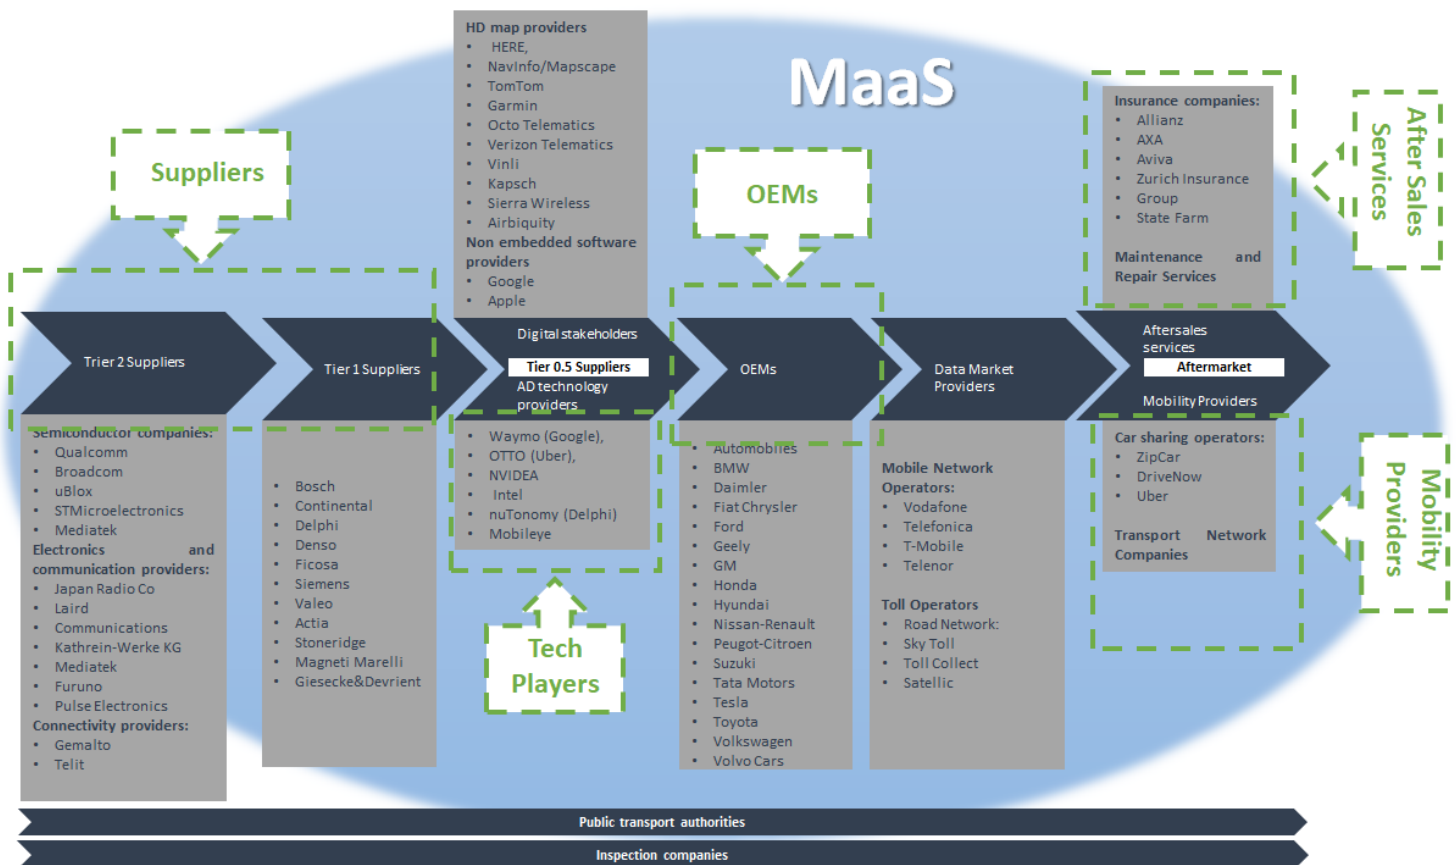 MaaS
Suppliers
OEMs
After Sales
Services
HD map providers
• HERE,
• NavInfo/Mapscape
• TomTom
• Garmin
• Octo Telematics
• Verizon Telematics
• Vinli
• Kapsch
• Sierra Wireless
• Airbiquity
Non embedded software
providers
• Google
• Apple
Insurance companies:
• Allianz
• AXA
• Aviva
• Zurich Insurance
• Group
• State Farm
Maintenance and
Repair Services
Trier 2 Suppliers
Tier 1 Suppliers
Digital stakeholders
Tier 0.5 Suppliers
AD technology
providers
OEMs
Data Market
Providers
Aftersales
services
Aftermarket
Mobility Providers
Semiconductor companies:
• Qualcomm
• Broadcom
• uBlox
• STMicroelectronics
• Mediatek
Electronics and
communication providers:
• Japan Radio Co
• Laird
• Communications
• Kathrein-Werke KG
• Mediatek
• Furuno
• Pulse Electronics
Connectivity providers:
• Gemalto
• Telit
• Bosch
• Continental
• Delphi
• Denso
• Ficosa
• Siemens
• Valeo
• Actia
• Stoneridge
• Magneti Marelli
• Giesecke&Devrient
• Waymo (Google),
• OTTO (Uber),
• NVIDEA
• Intel
• nuTonomy (Delphi)
• Mobileye
Tech
Players
• Automobiles
• BMW
• Daimler
• Fiat Chrysler
• Ford
• Geely
• GM
• Honda
• Hyundai
• Nissan-Renault
• Peugot-Citroen
• Suzuki
• Tata Motors
• Tesla
• Toyota
• Volkswagen
• Volvo Cars
Mobile Network
Operators:
• Vodafone
• Telefonica
• T-Mobile
• Telenor
Toll Operators
• Road Network:
• Sky Toll
• Toll Collect
• Satellic
Car sharing operators:
• ZipCar
• DriveNow
• Uber
Transport Network
Companies
Mobility
Providers
Public transport authorities
Inspection companies